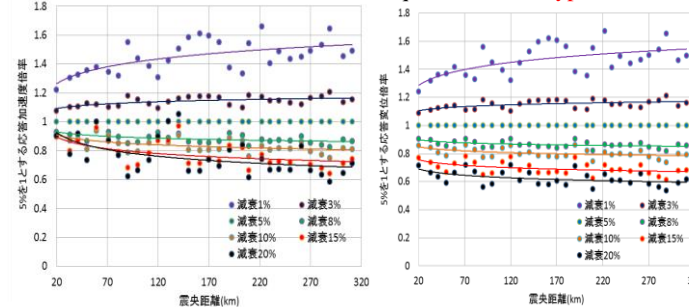 1.8
1.6
1.4
1.2
1
0.8
0.6
0.4
0.2
0
5%を1とする応答加速度倍率
減衰1%
減衰3%
減衰5%
減衰8%
減衰10%
減衰15%
減衰20%
20 70 120 170 220 270 320
震央距離(km)
1.8
1.6
1.4
1.2
1
0.8
0.6
0.4
0.2
0
5%を1とする応答変位倍率
減衰1%
減衰3%
減衰5%
減衰8%
減衰10%
減衰15%
減衰20%
20 70 120 170 220 270
震央距離(km)